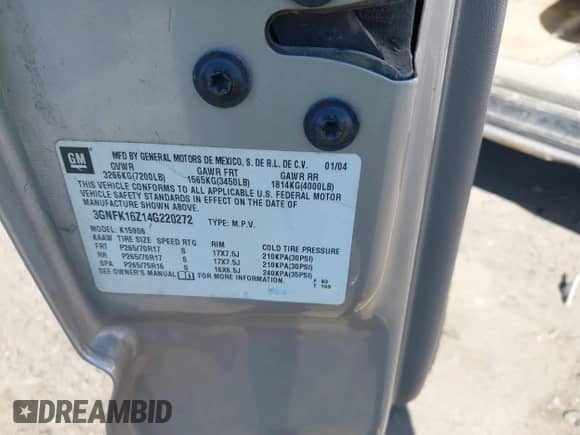 GM
MFD BY GENERAL MOTORS DE MEXICO, S. DE R.L. DE C.V. 01/04
GVWR GAWR FRT GAWR RR
3266KG(7200LB) 1565KG(3450LB) 1814KG(4000LB)
THIS VEHICLE CONFORMS TO ALL APPLICABLE U.S. FEDERAL MOTOR
VEHICLE SAFETY STANDARDS IN EFFECT ON THE DATE OF
MANUFACTURE SHOWN ABOVE.
3GNFK16Z14G220272 TYPE: M.P.V.
MODEL: K15906
KAAW TIRE SIZE SPEED RTG RIM COLD TIRE PRESSURE
FRT P265/70R17 S 17X7.5J 210KPA(30PSI)
RR P265/70R17 S 17X7.5J 210KPA(30PSI)
SPA P265/75R16 S 16X6.5J 240KPA(35PSI)
SEE OWNER'S MANUAL FOR MORE INFORMATION.
DREAMBID